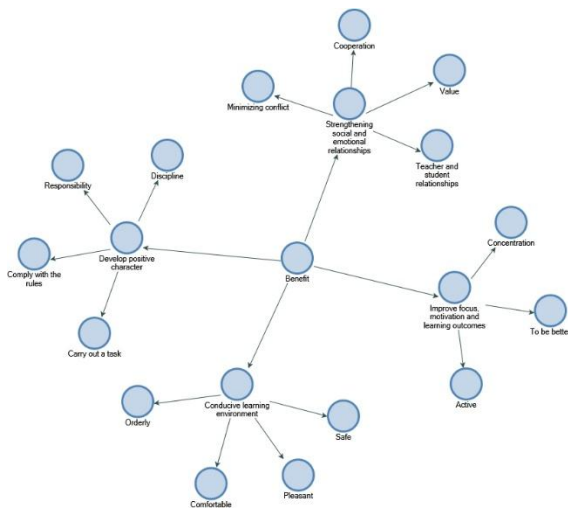 Cooperation
Value
Minimizing conflict
Strengthening
social and
emotional
relationships
Teacher and
student
relationships
Discipline
Responsibility
Develop positive
character
Comply with the
rules
Carry out a task
Benefit
Concentration
Improve focus,
motivation and
learning outcomes
To be bette
Active
Conducive learning
environment
Orderly
Safe
Comfortable
Pleasant